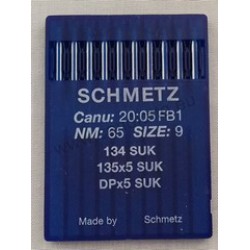 SCHMETZ
Canu: 20:05 FB1
NM: 65 SIZE: 9
134 SUK
135x5 SUK
DPx5 SUK
Made by Schmetz